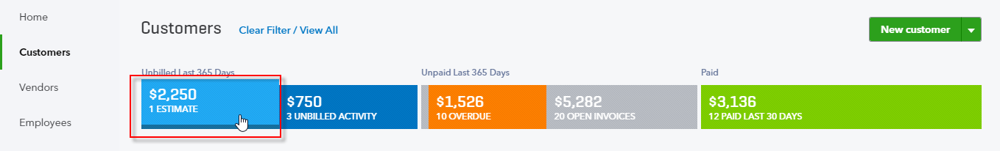 Home
Customers
Vendors
Employees
Customers
Clear Filter / View All
New customer
Unbilled Last 365 Days
Unpaid Last 365 Days
Paid
$2,250
1 ESTIMATE
$750
3 UNBILLED ACTIVITY
$1,526
10 OVERDUE
$5,282
20 OPEN INVOICES
$3,136
12 PAID LAST 30 DAYS